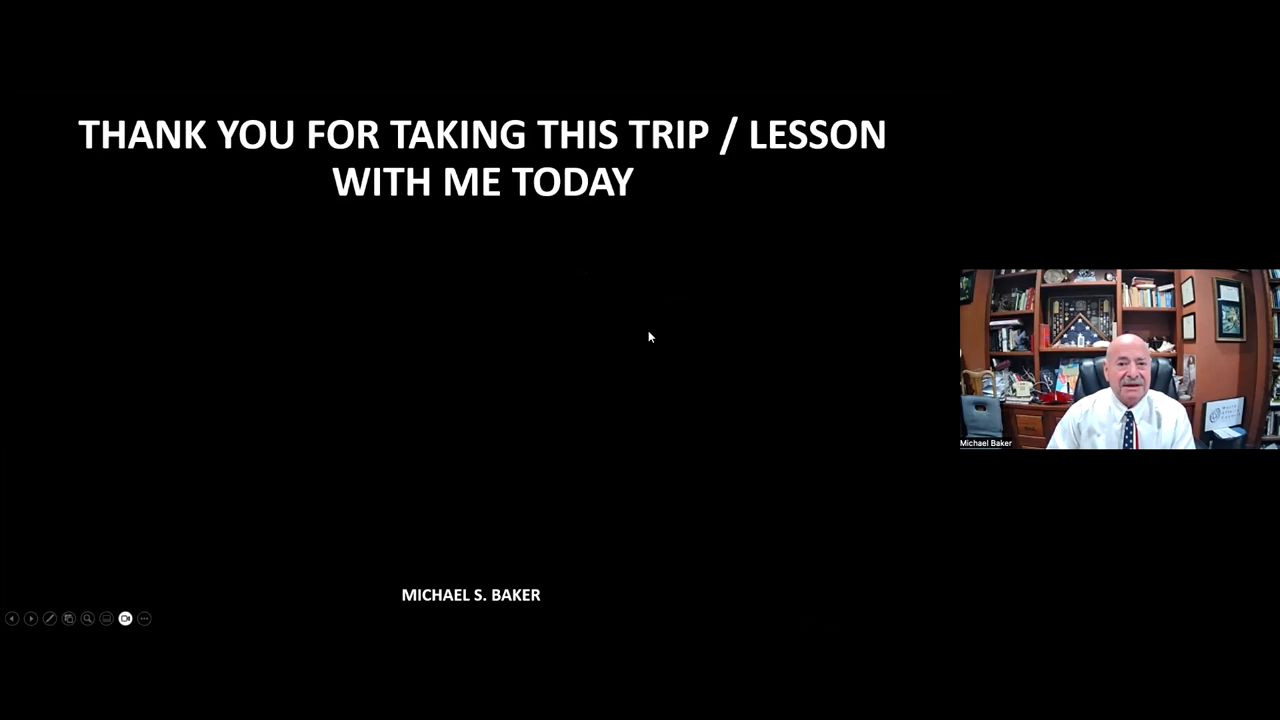 THANK YOU FOR TAKING THIS TRIP / LESSON
WITH ME TODAY
Michael Baker
MICHAEL S. BAKER